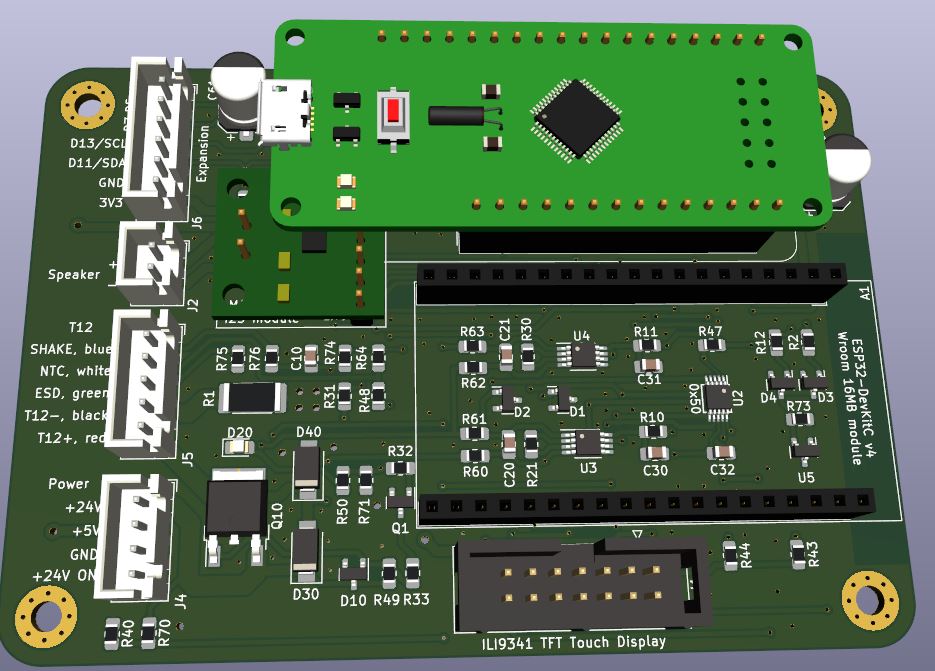 D13/SCL
D11/SDA
GND
3V3
Expansion
J6
Speaker
+
J2
T12
SHAKE, blue
NTC, white
ESD, green
T12-, black
T12+, red
J5
Power
+24V
+5V
GND
+24V ON
J4
R40
R70
R75
R76
C10
R74
R64
R1
R31
R48
D20
D40
Q10
R50
R71
R32
Q1
D30
D10
R49
R33
A1
R63
C21
R30
U4
R11
R47
R12
R2
R62
C31
D2
D1
0x50
U2
D4
D3
R61
R10
R73
R60
C20
R21
U3
C30
C32
U5
ESP32-DevKitC v4
Wroom 16MB module
R44
R43
ILI9341 TFT Touch Display